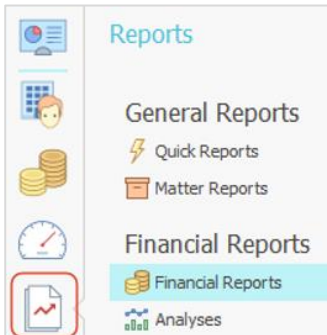 Reports
General Reports
Quick Reports
Matter Reports
Financial Reports
Financial Reports
Analyses